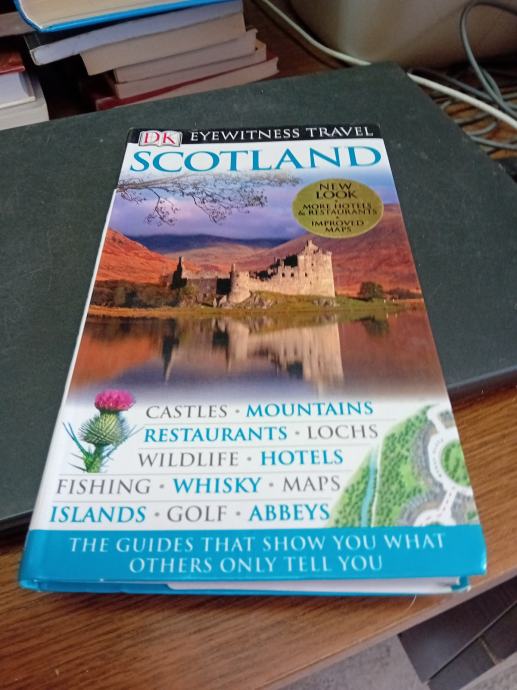 DK EYEWITNESS TRAVEL
SCOTLAND
NEW
LOOK
• MORE HOTELS
& RESTAURANTS
• IMPROVED
MAPS
CASTLES • MOUNTAINS
RESTAURANTS • LOCHS
WILDLIFE • HOTELS
FISHING • WHISKY • MAPS
ISLANDS • GOLF • ABBEYS
THE GUIDES THAT SHOW YOU WHAT
OTHERS ONLY TELL YOU